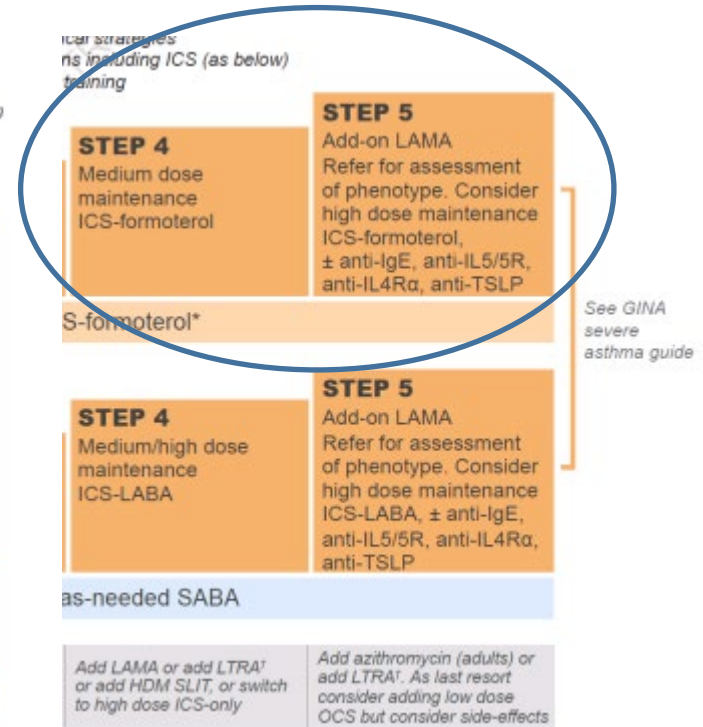 ical strategies
ns including ICS (as below)
training
STEP 4
Medium dose
maintenance
ICS-formoterol
STEP 5
Add-on LAMA
Refer for assessment
of phenotype. Consider
high dose maintenance
ICS-formoterol,
± anti-IgE, anti-IL5/5R,
anti-IL4Rα, anti-TSLP
S-formoterol*
See GINA
severe
asthma guide
STEP 4
Medium/high dose
maintenance
ICS-LABA
STEP 5
Add-on LAMA
Refer for assessment
of phenotype. Consider
high dose maintenance
ICS-LABA, ± anti-IgE,
anti-IL5/5R, anti-IL4Rα,
anti-TSLP
as-needed SABA
Add LAMA or add LTRA†
or add HDM SLIT, or switch
to high dose ICS-only
Add azithromycin (adults) or
add LTRA†. As last resort
consider adding low dose
OCS but consider side-effects